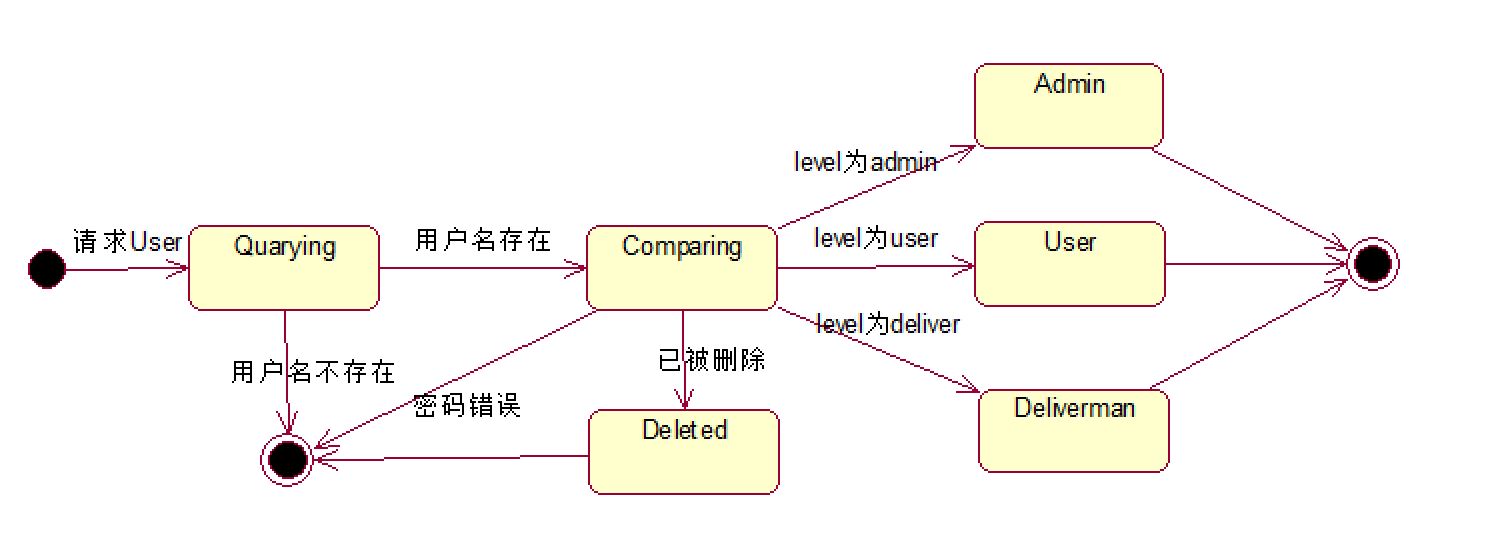 Admin
level为admin
请求User
Quarying
用户名存在
Comparing
level为user
User
level为deliver
用户名不存在
已被删除
密码错误
Deleted
Deliverman